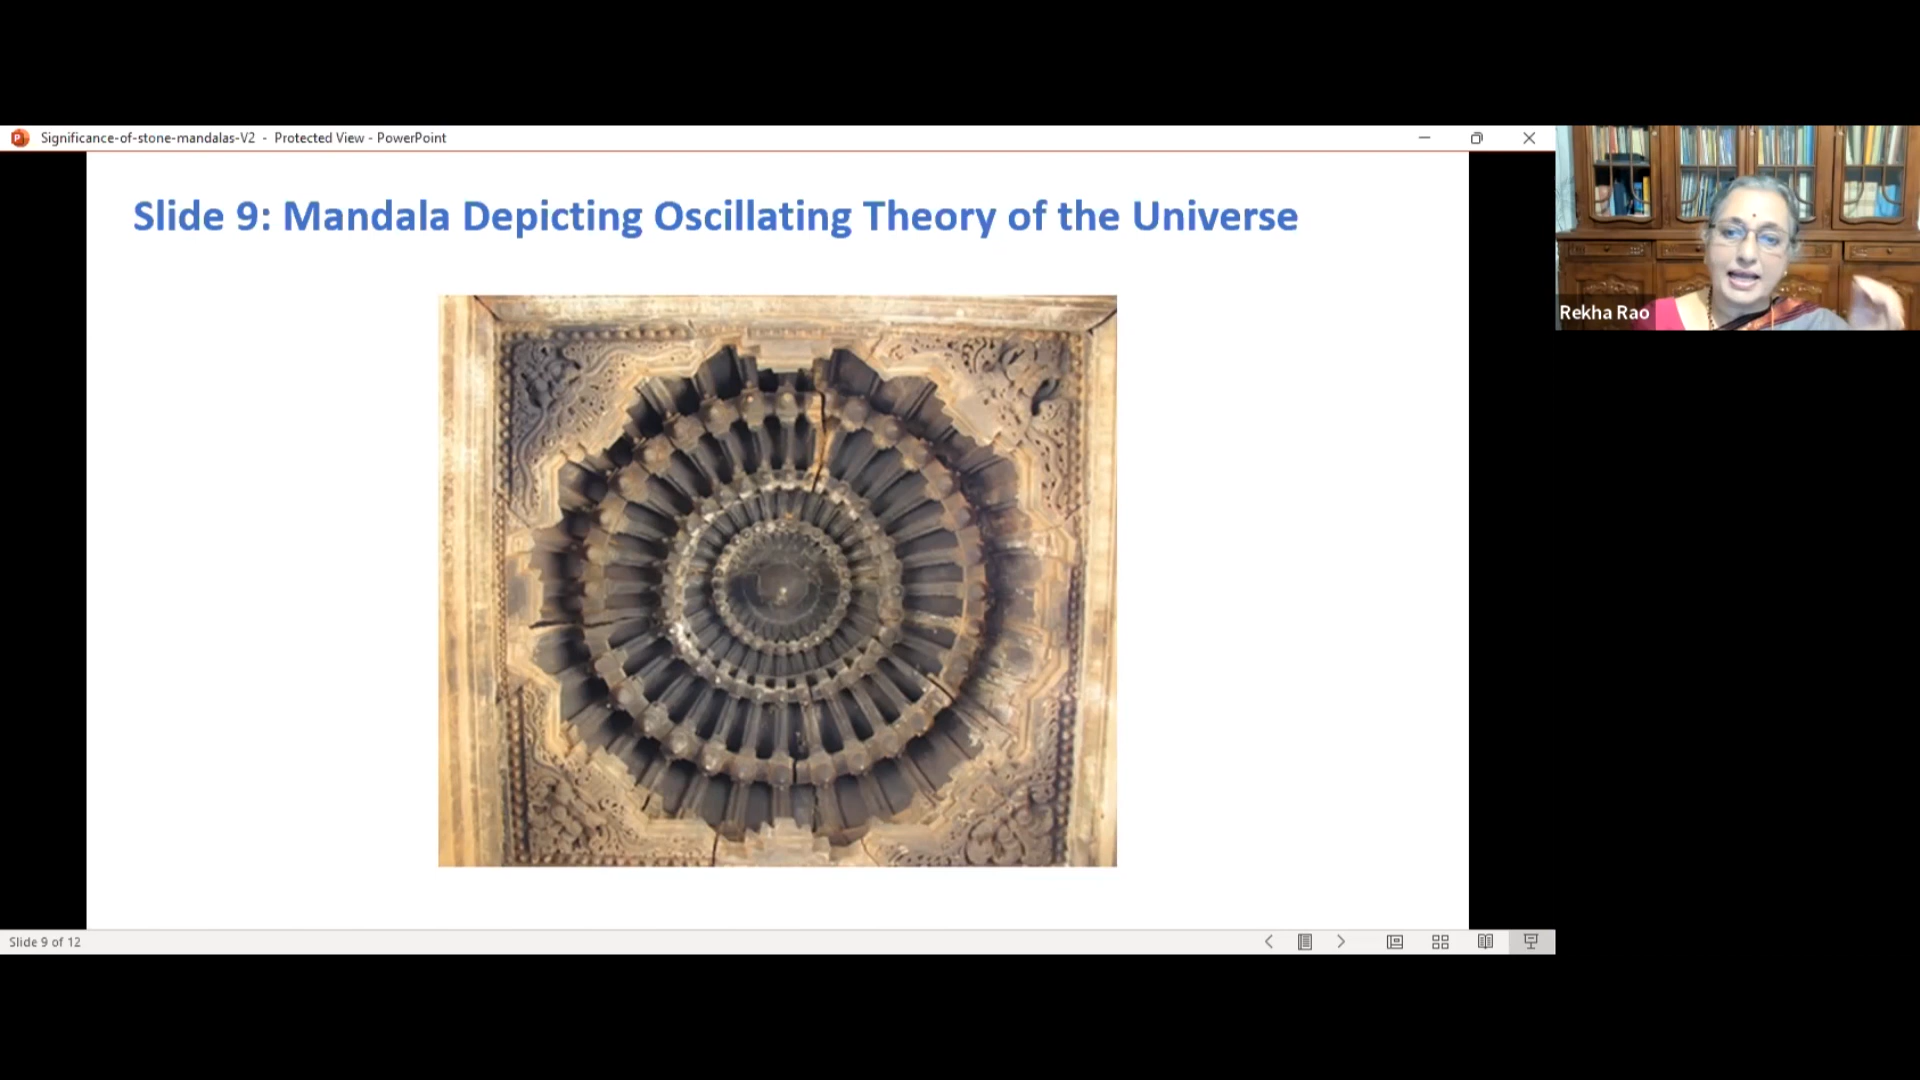 Significance-of-stone-mandalas-V2 - Protected View - PowerPoint
Slide 9: Mandala Depicting Oscillating Theory of the Universe
Rekha Rao
Slide 9 of 12